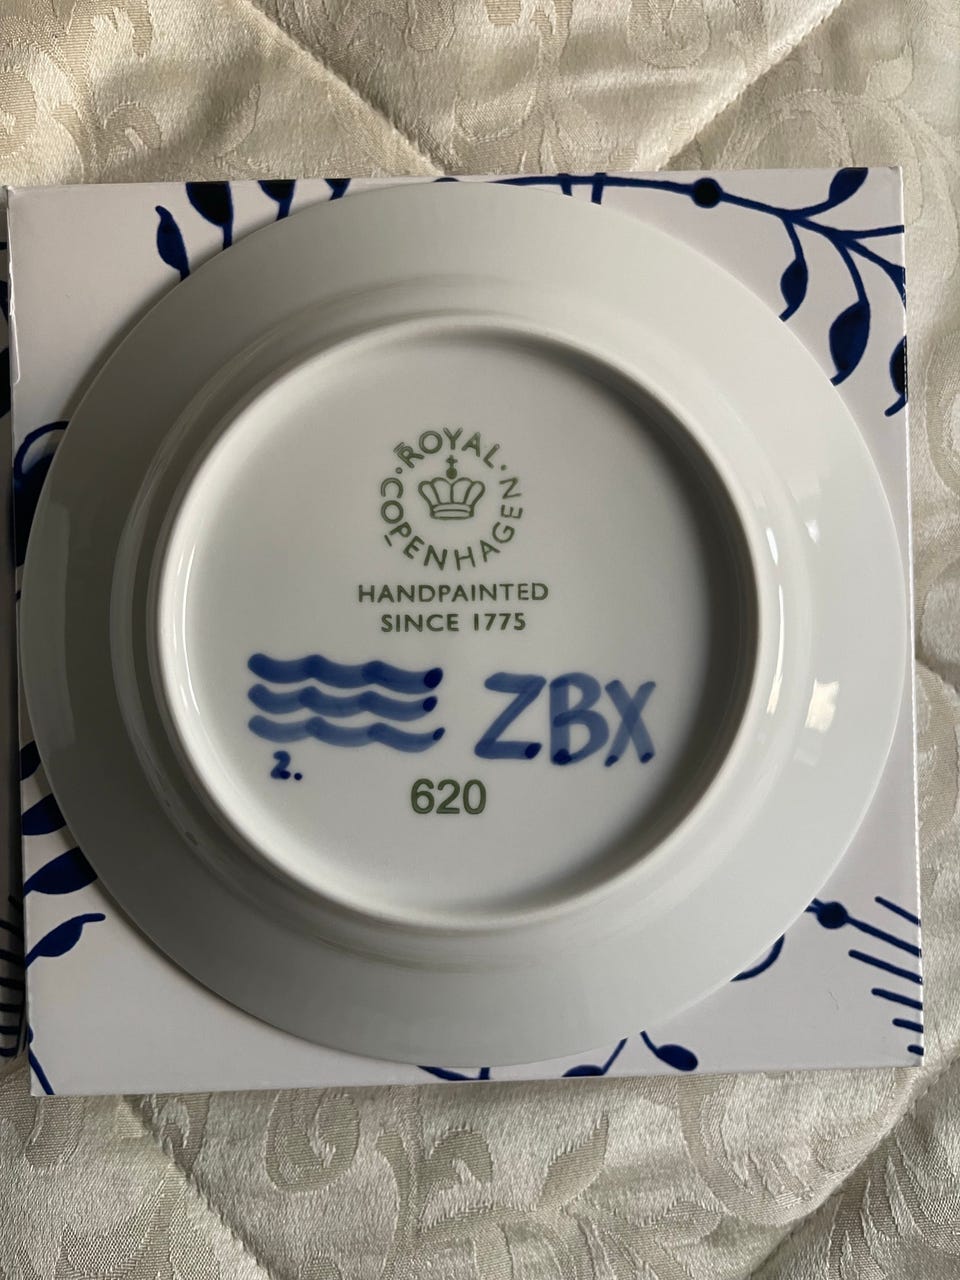 ROYAL · COPENHAGEN ·
HANDPAINTED
SINCE 1775
ZBX
2.
620